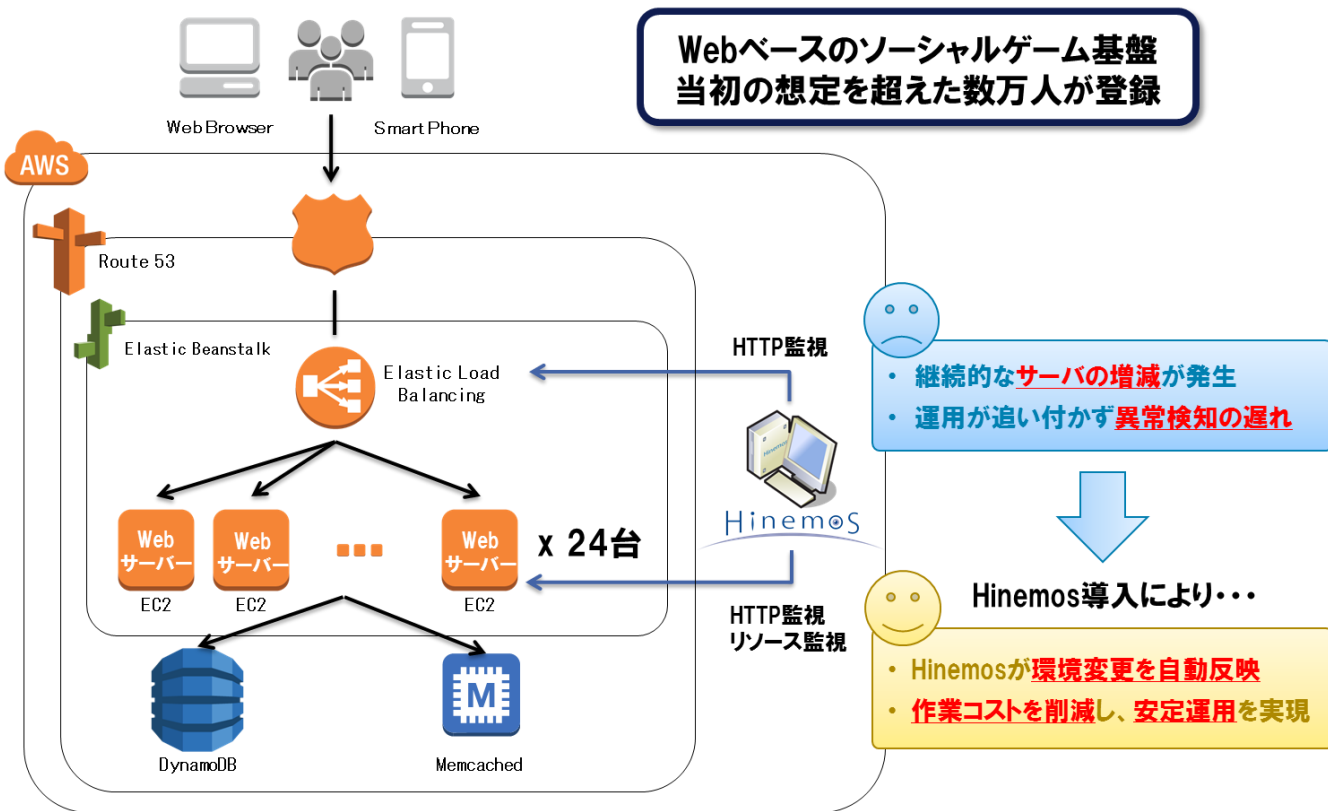 Webベースのソーシャルゲーム基盤
当初の想定を超えた数万人が登録
Web Browser
Smart Phone
AWS
Route 53
Elastic Beanstalk
Elastic Load
Balancing
HTTP監視
・ 継続的なサーバの増減が発生
・ 運用が追い付かず異常検知の遅れ
Hinemos
Hinemos
Web
サーバー
EC2
Web
サーバー
EC2
Web
サーバー
EC2
x 24台
HTTP監視
リソース監視
Hinemos導入により・・・
・ Hinemosが環境変更を自動反映
・ 作業コストを削減し、安定運用を実現
DynamoDB
M
Memcached